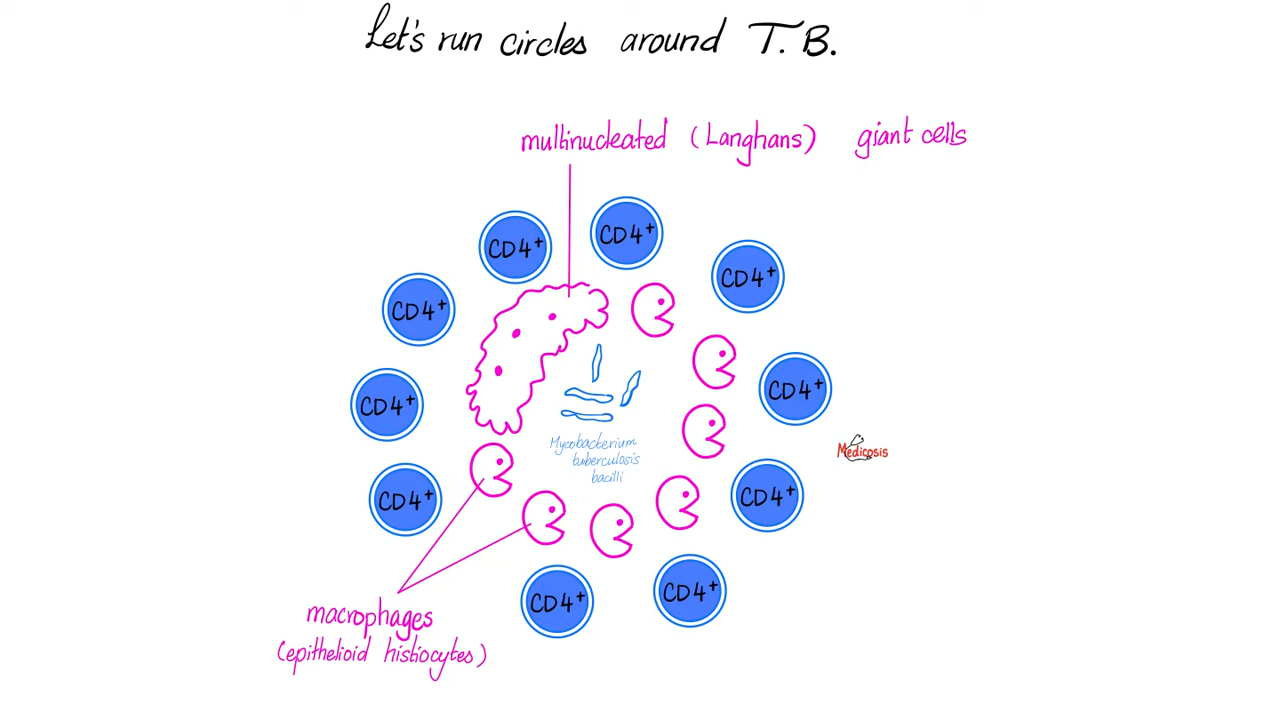 Let's run circles around T.B.
multinucleated (Langhans) giant cells
CD4+
CD4+
CD4+
CD4+
CD4+
CD4+
CD4+
Mycobacterium
tuberculosis
bacilli
Medicosis
CD4+
CD4+
CD4+
CD4+
macrophages
(epithelioid histiocytes)